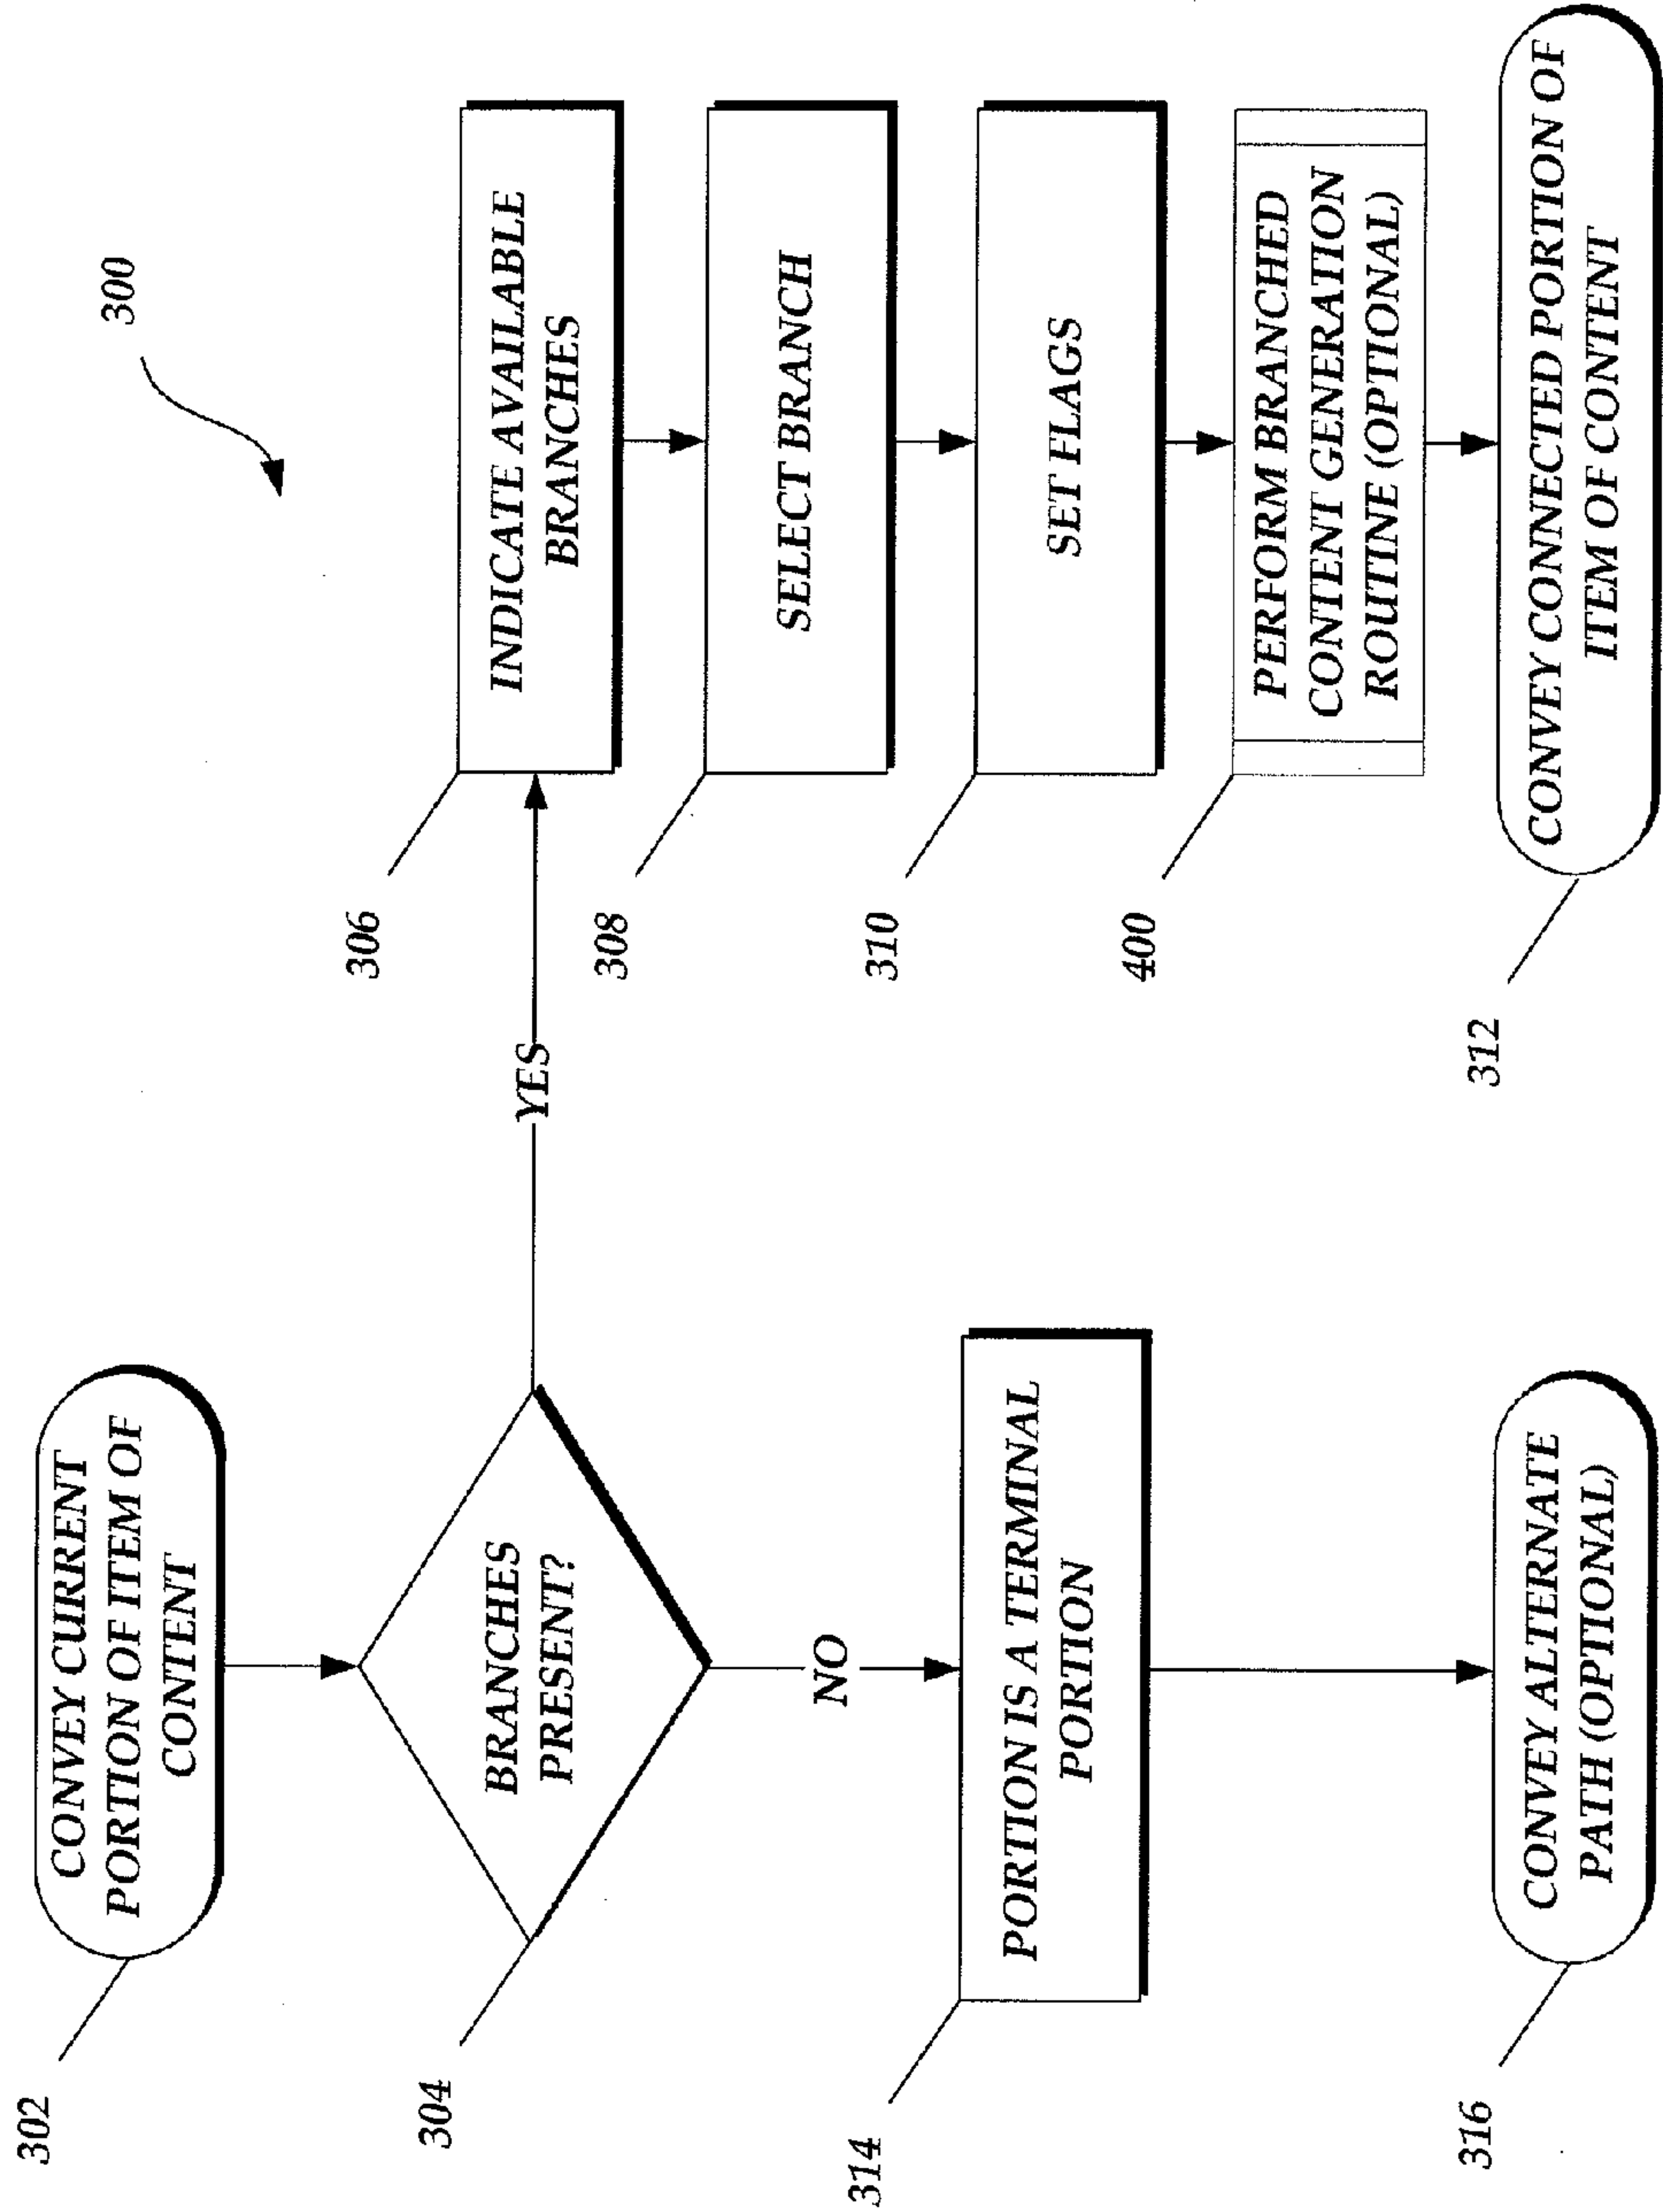 300
302
CONVEY CURRENT
PORTION OF ITEM OF
CONTENT
304
BRANCHES
PRESENT?
YES
306
INDICATE AVAILABLE
BRANCHES
308
SELECT BRANCH
NO
310
SET FLAGS
314
PORTION IS A TERMINAL
PORTION
400
PERFORM BRANCHED
CONTENT GENERATION
ROUTINE (OPTIONAL)
316
CONVEY ALTERNATE
PATH (OPTIONAL)
312
CONVEY CONNECTED PORTION OF
ITEM OF CONTENT